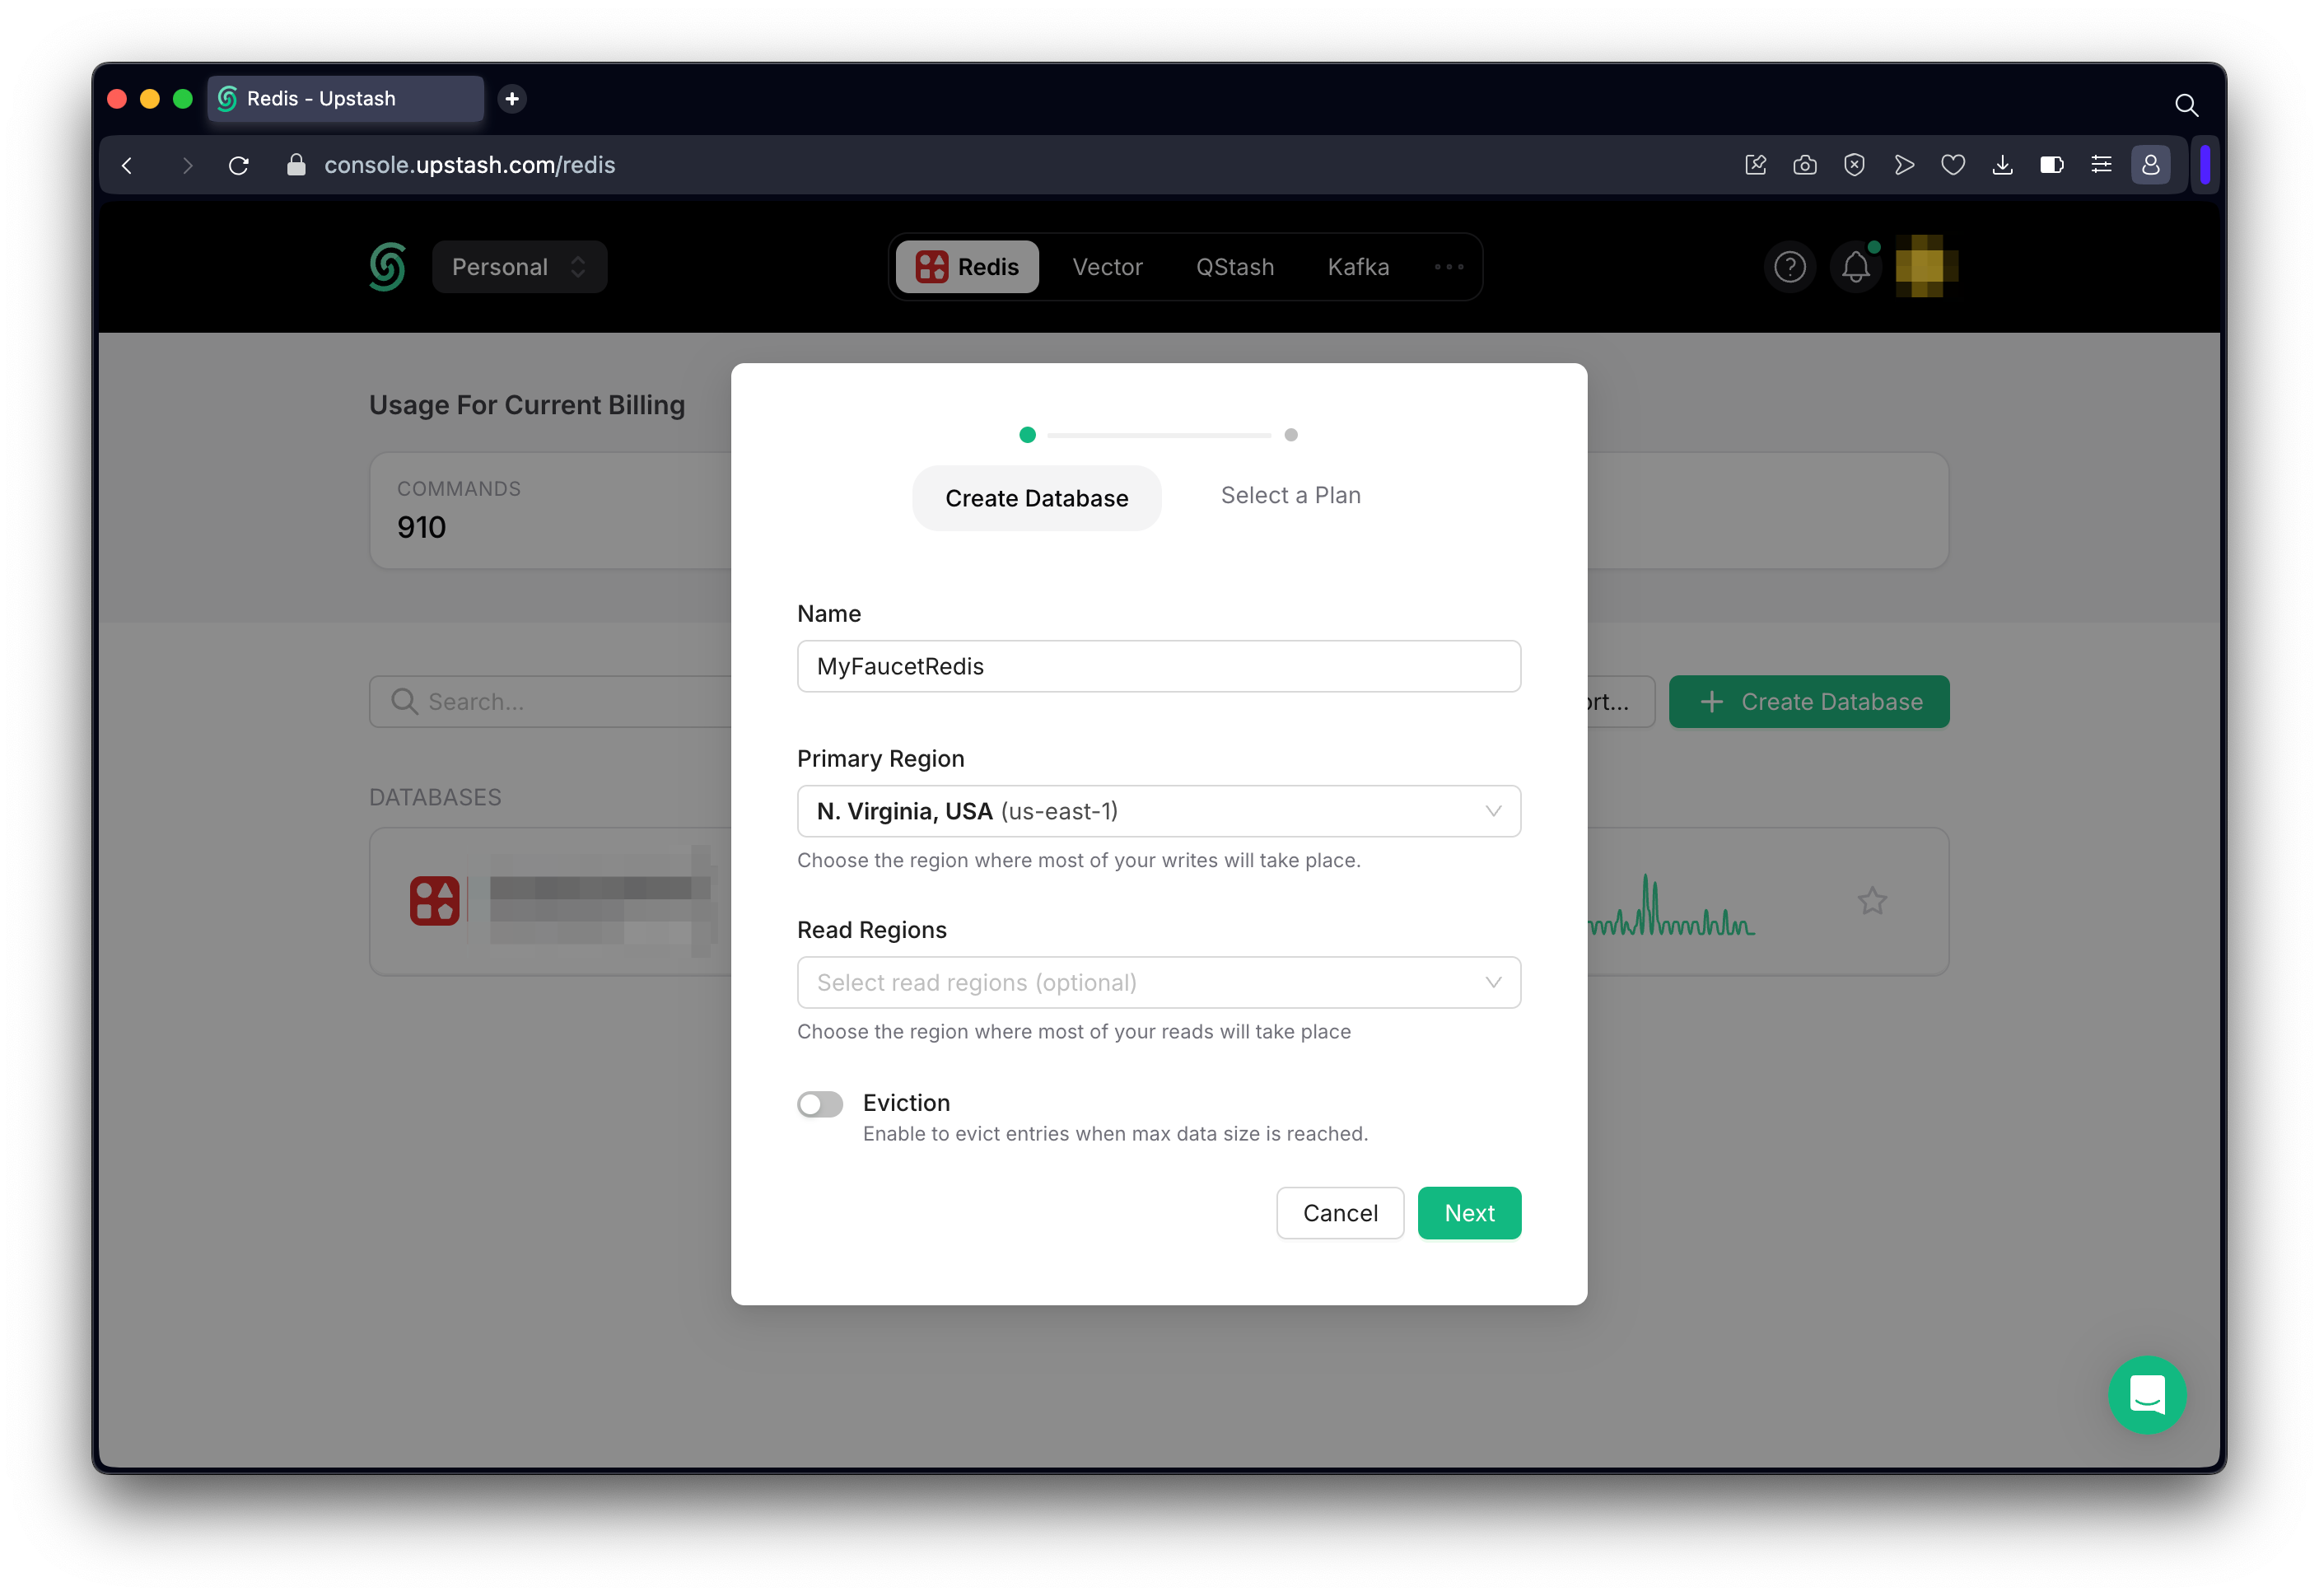 Redis - Upstash
console.upstash.com/redis
Personal
Redis
Vector
QStash
Kafka
Usage For Current Billing
COMMANDS
910
Search...
ort...
Create Database
DATABASES
Create Database
Select a Plan
Name
MyFaucetRedis
Primary Region
N. Virginia, USA (us-east-1)
Choose the region where most of your writes will take place.
Read Regions
Select read regions (optional)
Choose the region where most of your reads will take place
Eviction
Enable to evict entries when max data size is reached.
Cancel
Next